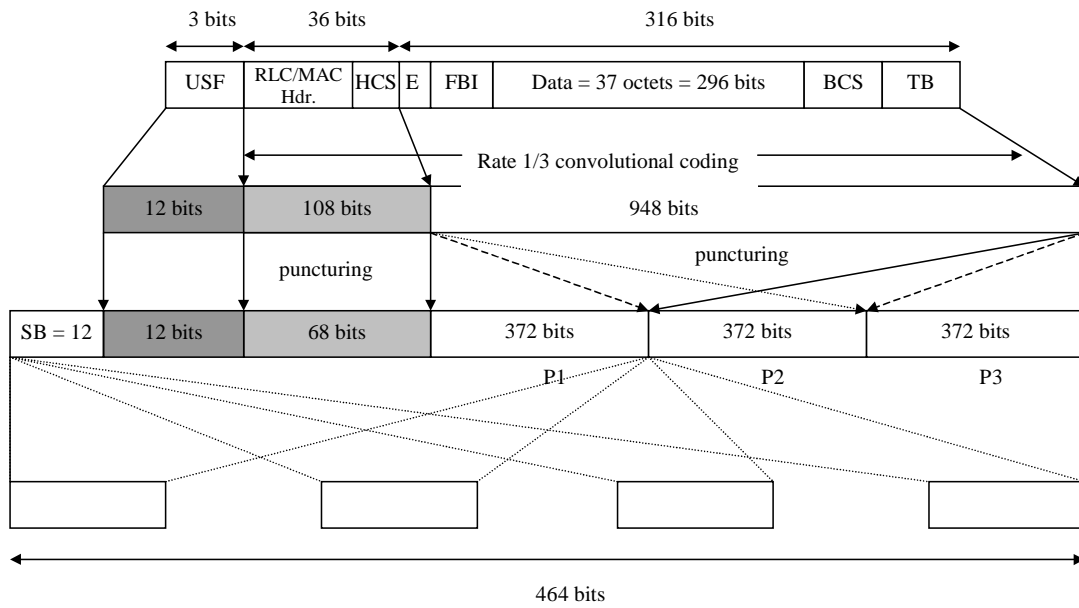 3 bits
36 bits
316 bits
USF
RLC/MAC
Hdr.
HCS
E
FBI
Data = 37 octets = 296 bits
BCS
TB
Rate 1/3 convolutional coding
12 bits
108 bits
948 bits
puncturing
puncturing
SB = 12
12 bits
68 bits
372 bits
372 bits
372 bits
P1
P2
P3
464 bits